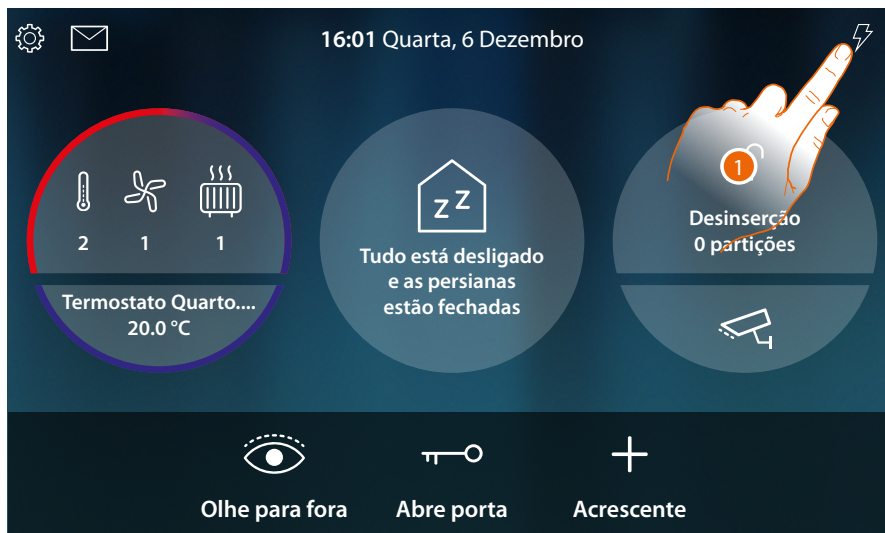 16:01 Quarta, 6 Dezembro
2 1 1
Termostato Quarto....
20.0 °C
z Z
Tudo está desligado
e as persianas
estão fechadas
1
Desinserção
0 partições
Olhe para fora
Abre porta
Acrescente